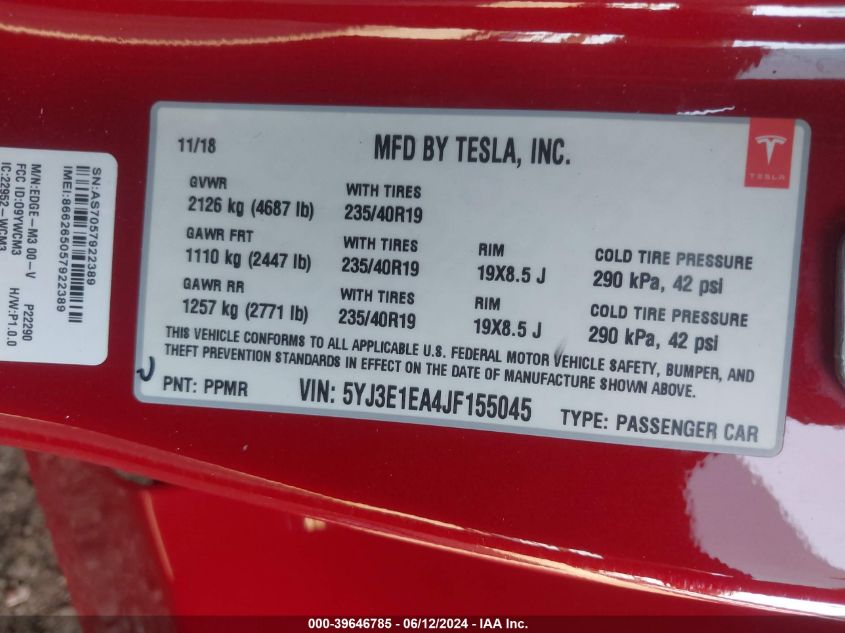 11/18 MFD BY TESLA, INC.
TESLA
GVWR WITH TIRES
2126 kg (4687 lb) 235/40R19
GAWR FRT WITH TIRES RIM COLD TIRE PRESSURE
1110 kg (2447 lb) 235/40R19 19X8.5 J 290 kPa, 42 psi
GAWR RR WITH TIRES RIM COLD TIRE PRESSURE
1257 kg (2771 lb) 235/40R19 19X8.5 J 290 kPa, 42 psi
THIS VEHICLE CONFORMS TO ALL APPLICABLE U.S. FEDERAL MOTOR VEHICLE SAFETY, BUMPER, AND
THEFT PREVENTION STANDARDS IN EFFECT ON THE DATE OF MANUFACTURE SHOWN ABOVE.
PNT: PPMR VIN: 5YJ3E1EA4JF155045 TYPE: PASSENGER CAR
SN:AS7057922389
IMEI:866265057922389
M/N:EDGE-M3 00-V P22290
FCC ID:09YWCM3 H/W:P1.0.0
IC:22952-WCM3
000-39646785 - 06/12/2024 - IAA Inc.